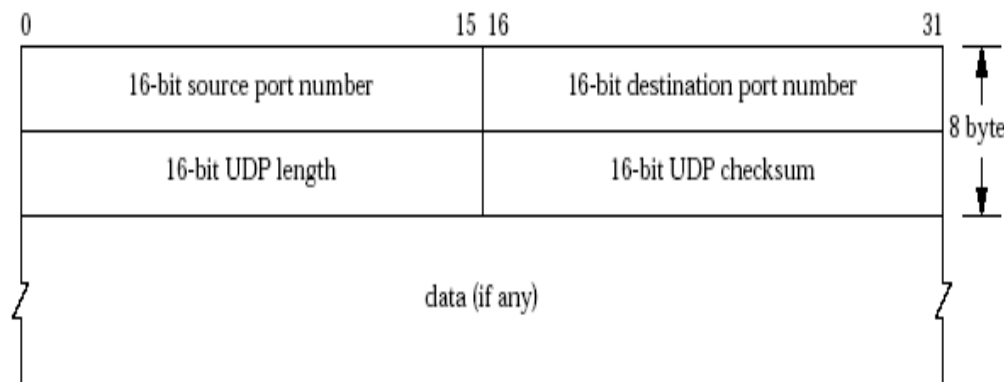 0 15 16 31
16-bit source port number 16-bit destination port number
8 byte
16-bit UDP length 16-bit UDP checksum
data (if any)